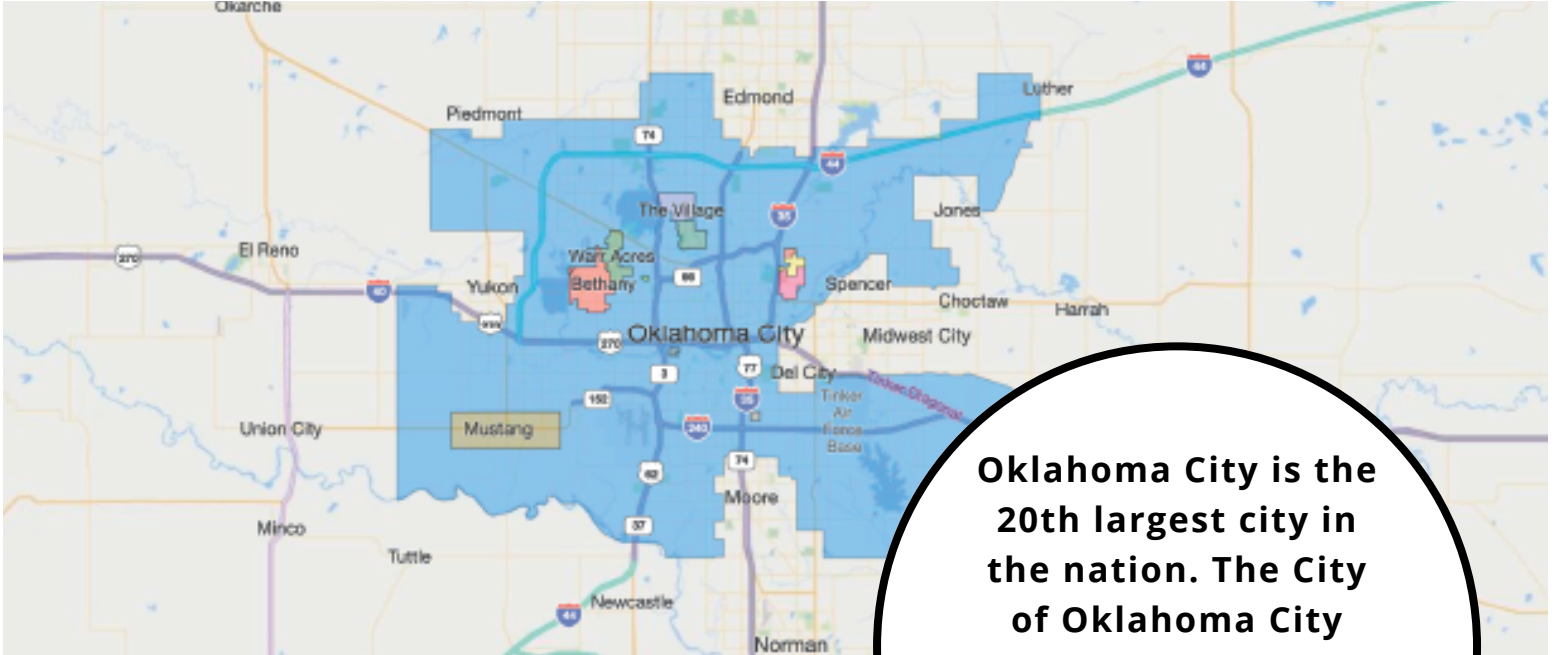 Okarche
44
Luther
Edmond
Piedmont
74
44
The Village
35
Jones
El Reno
270
Warr Acres
66
Yukon
40
Bethany
Spencer
Choctaw
Harrah
270
Oklahoma City
Midwest City
3
77
Del City
Tinker Diagonal
152
35
Tinker
Air
Force
Base
Union City
Mustang
240
74
62
Moore
37
Minco
Tuttle
Newcastle
44
Norman
Oklahoma City is the
20th largest city in
the nation. The City
of Oklahoma City